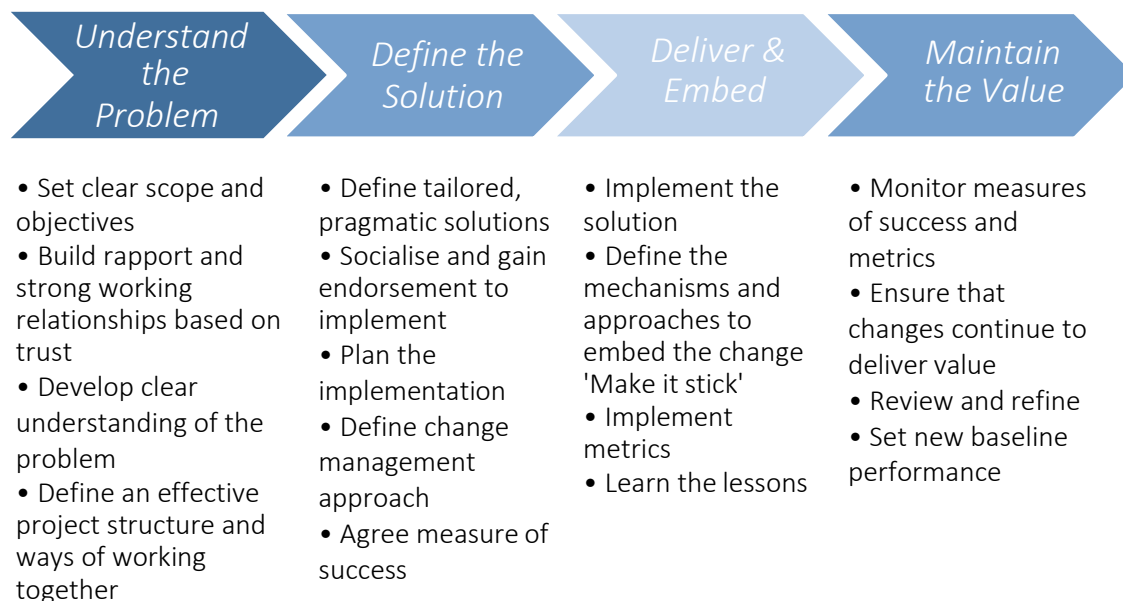 Understand
the
Problem
Define the
Solution
Deliver &
Embed
Maintain
the Value
• Set clear scope and
objectives
• Build rapport and
strong working
relationships based on
trust
• Develop clear
understanding of the
problem
• Define an effective
project structure and
ways of working
together
• Define tailored,
pragmatic solutions
• Socialise and gain
endorsement to
implement
• Plan the
implementation
• Define change
management
approach
• Agree measure of
success
• Implement the
solution
• Define the
mechanisms and
approaches to
embed the change
'Make it stick'
• Implement
metrics
• Learn the lessons
• Monitor measures
of success and
metrics
• Ensure that
changes continue to
deliver value
• Review and refine
• Set new baseline
performance